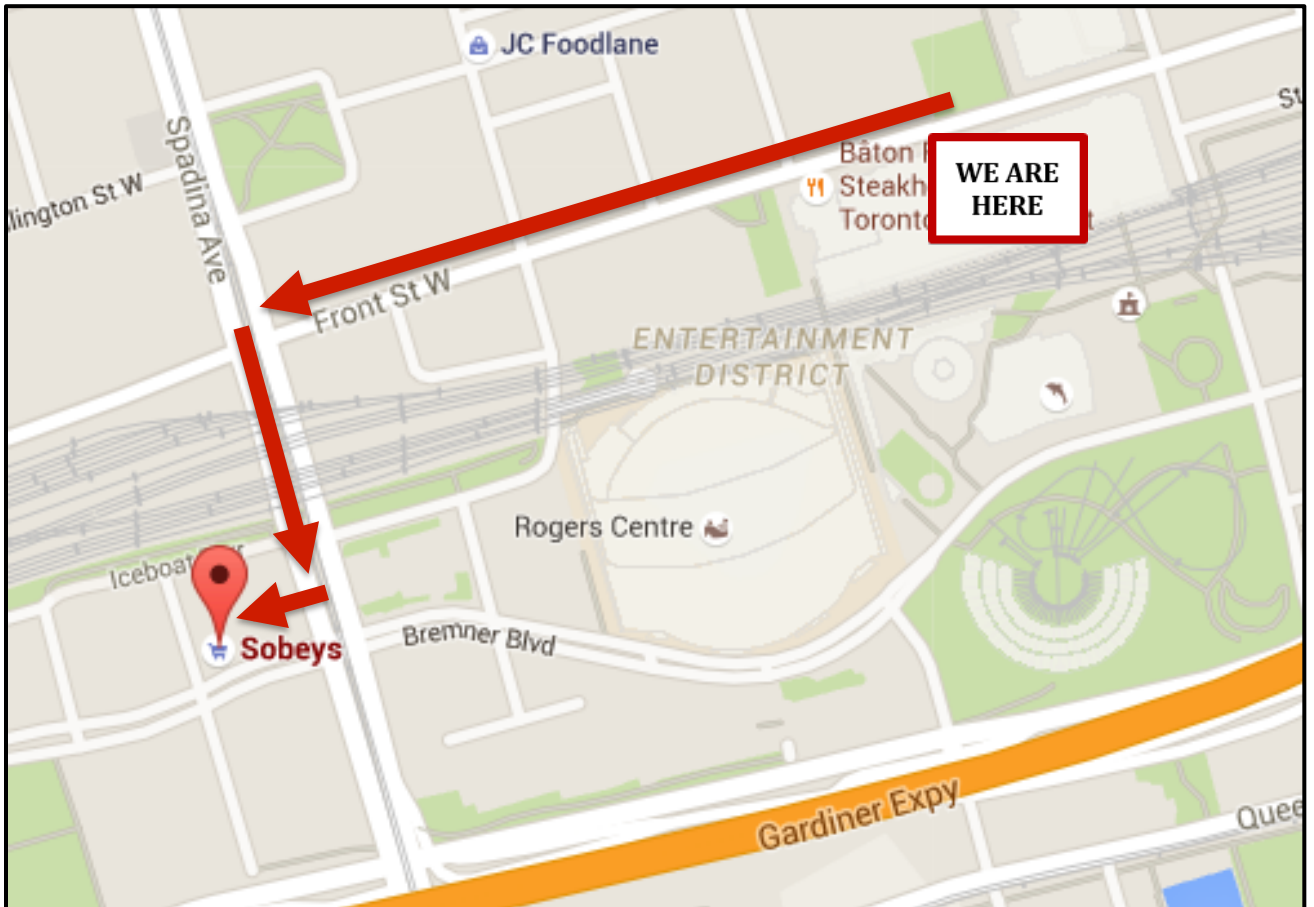 JC Foodlane
Spadina Ave
Bâton
Steakh
Toronto
WE ARE
HERE
lington St W
Front St W
ENTERTAINMENT
DISTRICT
Rogers Centre
Iceboat
Sobeys
Bremner Blvd
Gardiner Expy
Quee